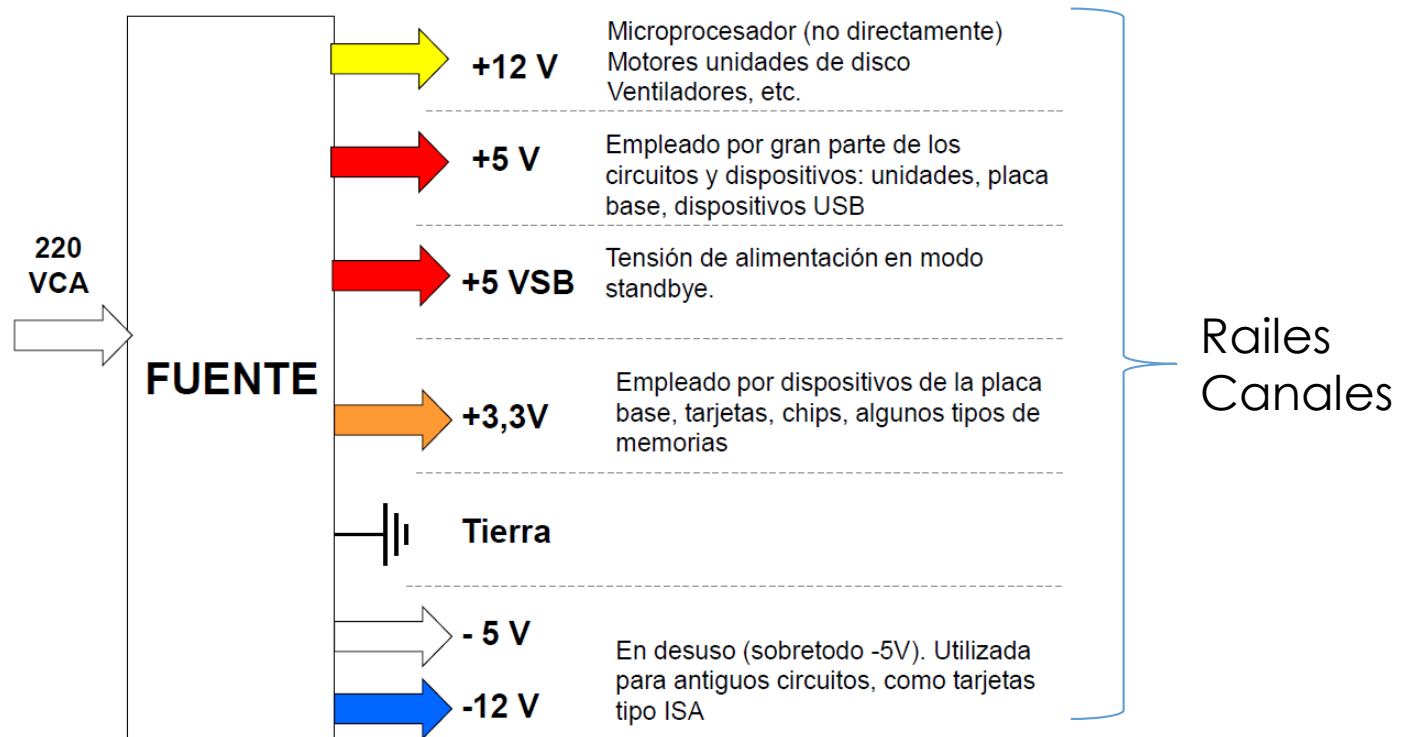 220
VCA
FUENTE
+12 V
Microprocesador (no directamente)
Motores unidades de disco
Ventiladores, etc.
+5 V
Empleado por gran parte de los
circuitos y dispositivos: unidades, placa
base, dispositivos USB
+5 VSB
Tensión de alimentación en modo
standbye.
+3,3V
Empleado por dispositivos de la placa
base, tarjetas, chips, algunos tipos de
memorias
Tierra
- 5 V
-12 V
En desuso (sobretodo -5V). Utilizada
para antiguos circuitos, como tarjetas
tipo ISA
Railes
Canales